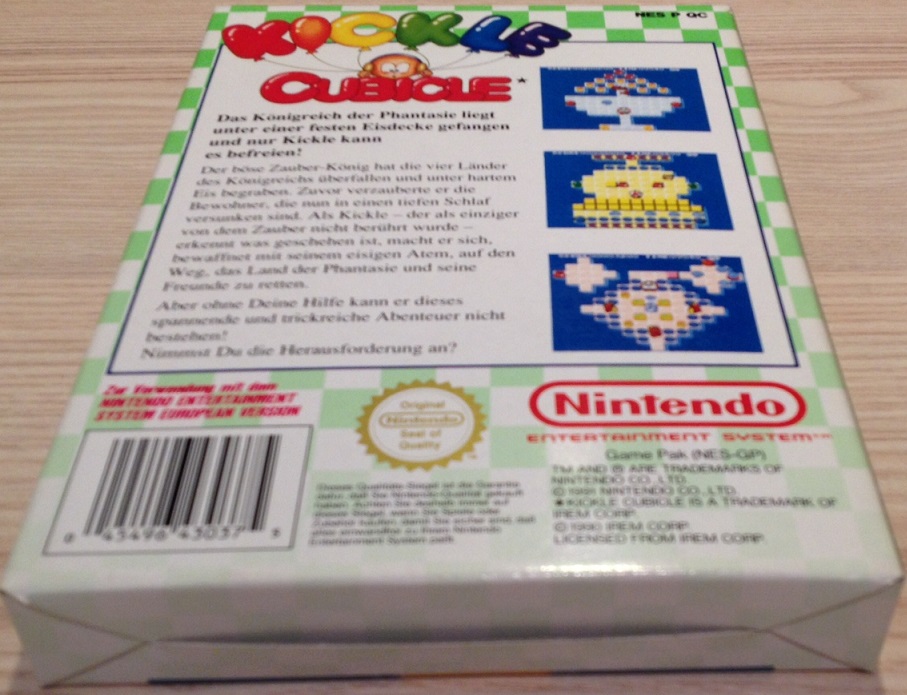 NES P QC
KICKLE
CUBICLE*
Das Königreich der Phantasie liegt
unter einer festen Eisdecke gefangen
und nur Kickle kann
es befreien!
Der böse Zauber-König hat die vier Länder
des Königreichs überfallen und unter hartem
Eis begraben. Zuvor verzauberte er die
Bewohner, die nun in einen tiefen Schlaf
versunken sind. Als Kickle – der als einziger
von dem Zauber nicht berührt wurde –
erkennt was geschehen ist, macht er sich,
bewaffnet mit seinem eisigen Atem, auf den
Weg, das Land der Phantasie und seine
Freunde zu retten.
Aber ohne Deine Hilfe kann er dieses
spannende und trickreiche Abenteuer nicht
bestehen!
Nimmst Du die Herausforderung an?
Zur Verwendung mit dem
NINTENDO ENTERTAINMENT
SYSTEM EUROPEAN VERSION
0 45496 43037
Original
Nintendo
Seal of
Quality
Nintendo
ENTERTAINMENT SYSTEM™
Game Pak (NES-GP)
TM AND ® ARE TRADEMARKS OF
NINTENDO CO., LTD.
© 1991 NINTENDO CO., LTD.
★KICKLE CUBICLE IS A TRADEMARK OF
IREM CORP.
© 1990 IREM CORP.
LICENSED FROM IREM CORP.